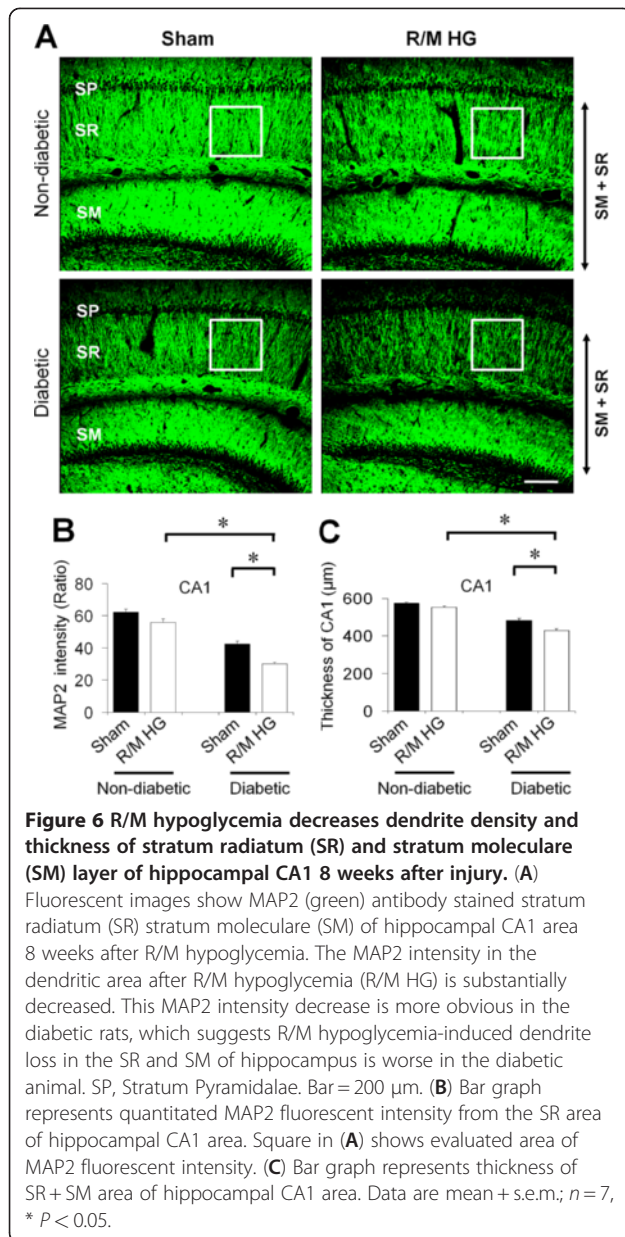 A
Sham
R/M HG
Non-diabetic
SP
SR
SM
SM + SR
Diabetic
SP
SR
SM
SM + SR
B
*
*
CA1
MAP2 intensity (Ratio)
80
60
40
20
0
Sham
R/M HG
Sham
R/M HG
Non-diabetic
Diabetic
C
*
*
CA1
Thickness of CA1 (µm)
600
400
200
0
Sham
R/M HG
Sham
R/M HG
Non-diabetic
Diabetic
Figure 6 R/M hypoglycemia decreases dendrite density and
thickness of stratum radiatum (SR) and stratum moleculare
(SM) layer of hippocampal CA1 8 weeks after injury. (A)
Fluorescent images show MAP2 (green) antibody stained stratum
radiatum (SR) stratum moleculare (SM) of hippocampal CA1 area
8 weeks after R/M hypoglycemia. The MAP2 intensity in the
dendritic area after R/M hypoglycemia (R/M HG) is substantially
decreased. This MAP2 intensity decrease is more obvious in the
diabetic rats, which suggests R/M hypoglycemia-induced dendrite
loss in the SR and SM of hippocampus is worse in the diabetic
animal. SP, Stratum Pyramidalae. Bar = 200 µm. (B) Bar graph
represents quantitated MAP2 fluorescent intensity from the SR area
of hippocampal CA1 area. Square in (A) shows evaluated area of
MAP2 fluorescent intensity. (C) Bar graph represents thickness of
SR + SM area of hippocampal CA1 area. Data are mean + s.e.m.; n = 7,
* P < 0.05.